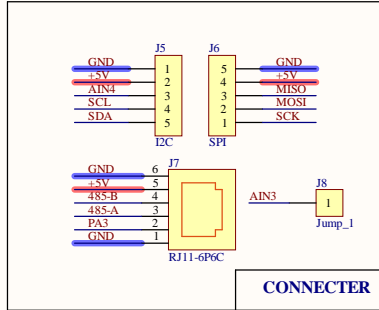 J5
GND 1
+5V 2
AIN4 3
SCL 4
SDA 5
I2C
J6
5 GND
4 +5V
3 MISO
2 MOSI
1 SCK
SPI
J7
GND 6
+5V 5
485-B 4
485-A 3
PA3 2
GND 1
RJ11-6P6C
J8
AIN3 1
Jump_1
CONNECTER